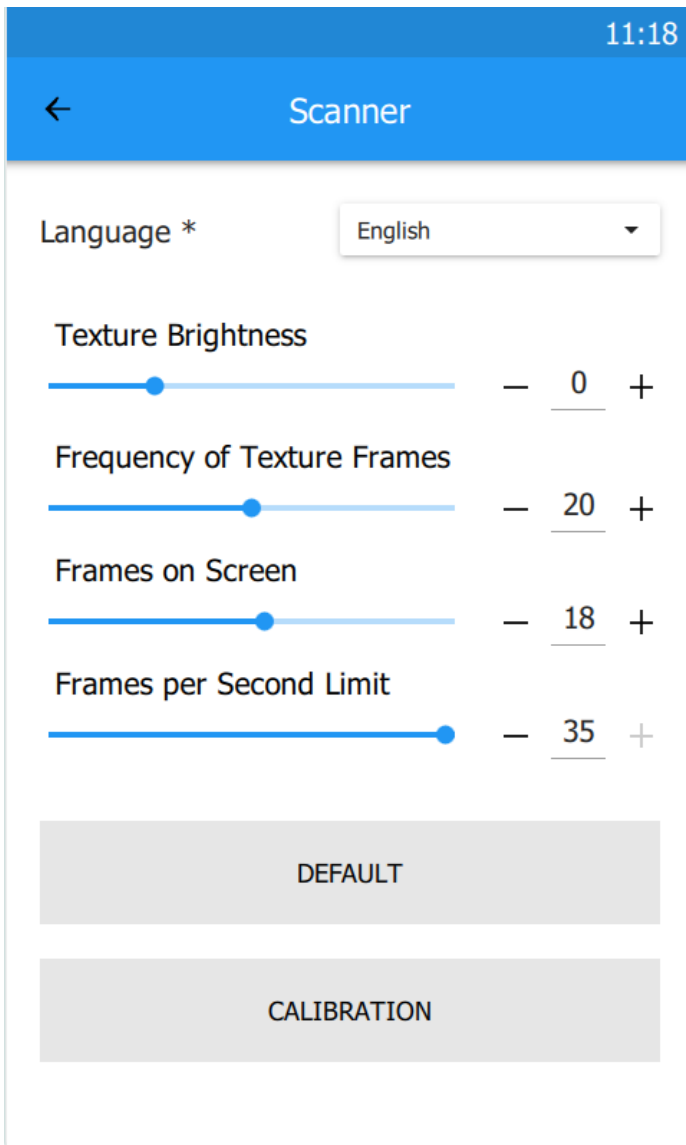 11:18
Scanner
Language *
English
Texture Brightness
0
Frequency of Texture Frames
20
Frames on Screen
18
Frames per Second Limit
35
DEFAULT
CALIBRATION